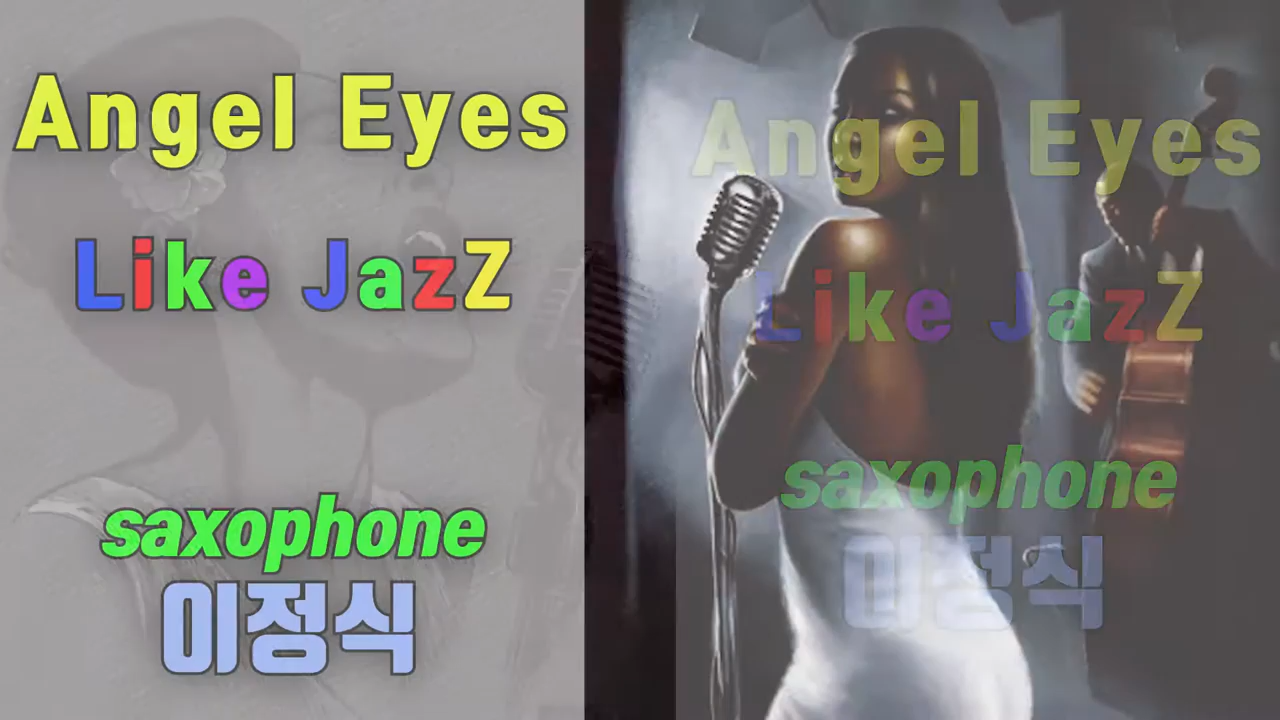 Angel Eyes
Like JazZ
saxophone
이정식
Angel Eyes
Like JazZ
saxophone
이정식